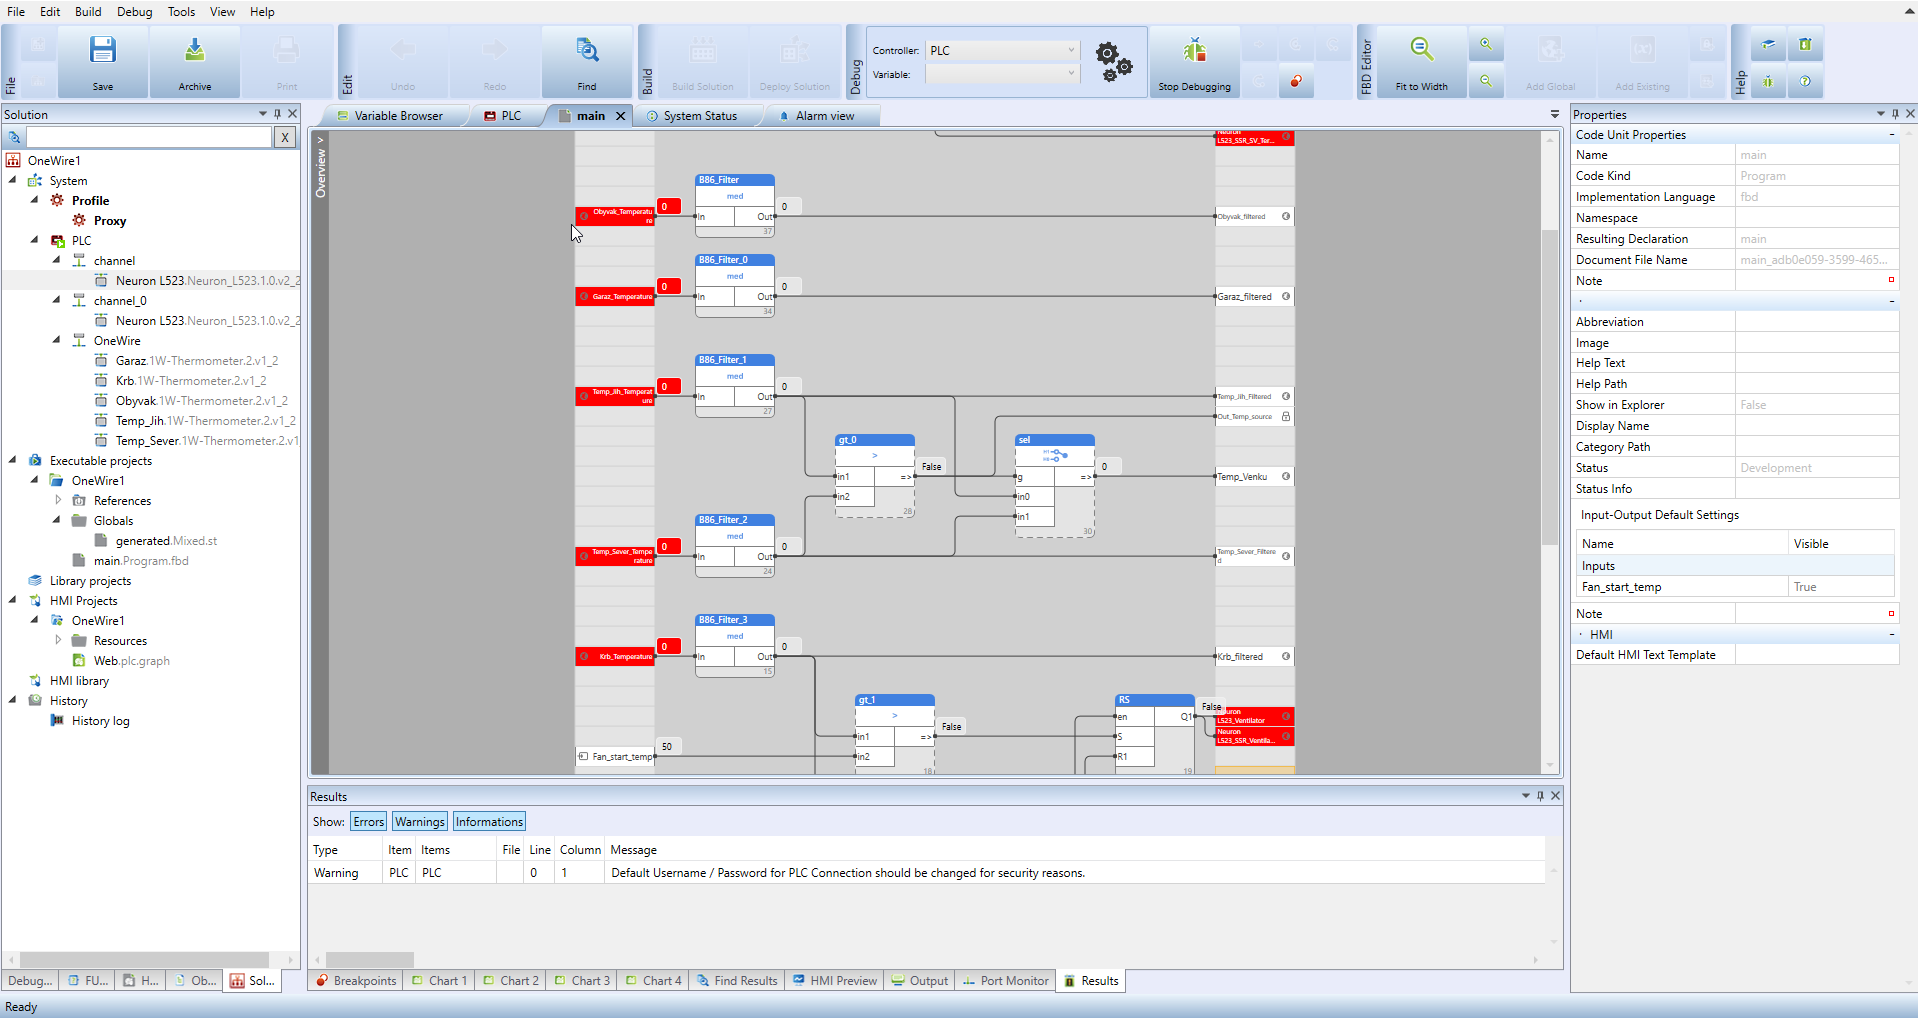 File Edit Build Debug Tools View Help
File
Save
Archive
Print
Edit
Undo
Redo
Find
Build
Build Solution
Deploy Solution
Debug
Controller: PLC
Variable:
Stop Debugging
FBD Editor
Fit to Width
Add Global
Add Existing
Help
Solution
X
OneWire1
System
Profile
Proxy
PLC
channel
Neuron L523.Neuron_L523.1.0.v2_2
channel_0
Neuron L523.Neuron_L523.1.0.v2_2
OneWire
Garaz.1W-Thermometer.2.v1_2
Krb.1W-Thermometer.2.v1_2
Obyvak.1W-Thermometer.2.v1_2
Temp_Jih.1W-Thermometer.2.v1_2
Temp_Sever.1W-Thermometer.2.v1
Executable projects
OneWire1
References
Globals
generated.Mixed.st
main.Program.fbd
Library projects
HMI Projects
OneWire1
Resources
Web.plc.graph
HMI library
History
History log
Debug... FU... H... Ob... Sol...
Variable Browser PLC main System Status Alarm view
Overview >
Neuron
L523_SSR_SV_Ter...
B86_Filter
med
Obyvak_Temperatu
re
0
In Out
0
37
Obyvak_filtered
B86_Filter_0
med
Garaz_Temperature
0
In Out
0
34
Garaz_filtered
B86_Filter_1
med
Temp_Jih_Temperat
ure
0
In Out
0
27
Temp_Jih_Filtered
Out_Temp_source
gt_0
>
in1 =>
in2
False
28
sel
g =>
in0
in1
0
30
Temp_Venku
B86_Filter_2
med
Temp_Sever_Tempe
rature
0
In Out
0
24
Temp_Sever_Filtere
d
B86_Filter_3
med
Krb_Temperature
0
In Out
0
15
Krb_filtered
gt_1
>
in1 =>
in2
False
18
50
Fan_start_temp
RS
en Q1
S
R1
False
19
Neuron
L523_Ventilator
Neuron
L523_SSR_Ventila...
Results
Show: Errors Warnings Informations
Type Item Items File Line Column Message
Warning PLC PLC 0 1 Default Username / Password for PLC Connection should be changed for security reasons.
Breakpoints Chart 1 Chart 2 Chart 3 Chart 4 Find Results HMI Preview Output Port Monitor Results
Properties
Code Unit Properties
Name main
Code Kind Program
Implementation Language fbd
Namespace
Resulting Declaration main
Document File Name main_adb0e059-3599-465...
Note
Abbreviation
Image
Help Text
Help Path
Show in Explorer False
Display Name
Category Path
Status Development
Status Info
Input-Output Default Settings
Name Visible
Inputs
Fan_start_temp True
Note
HMI
Default HMI Text Template
Ready